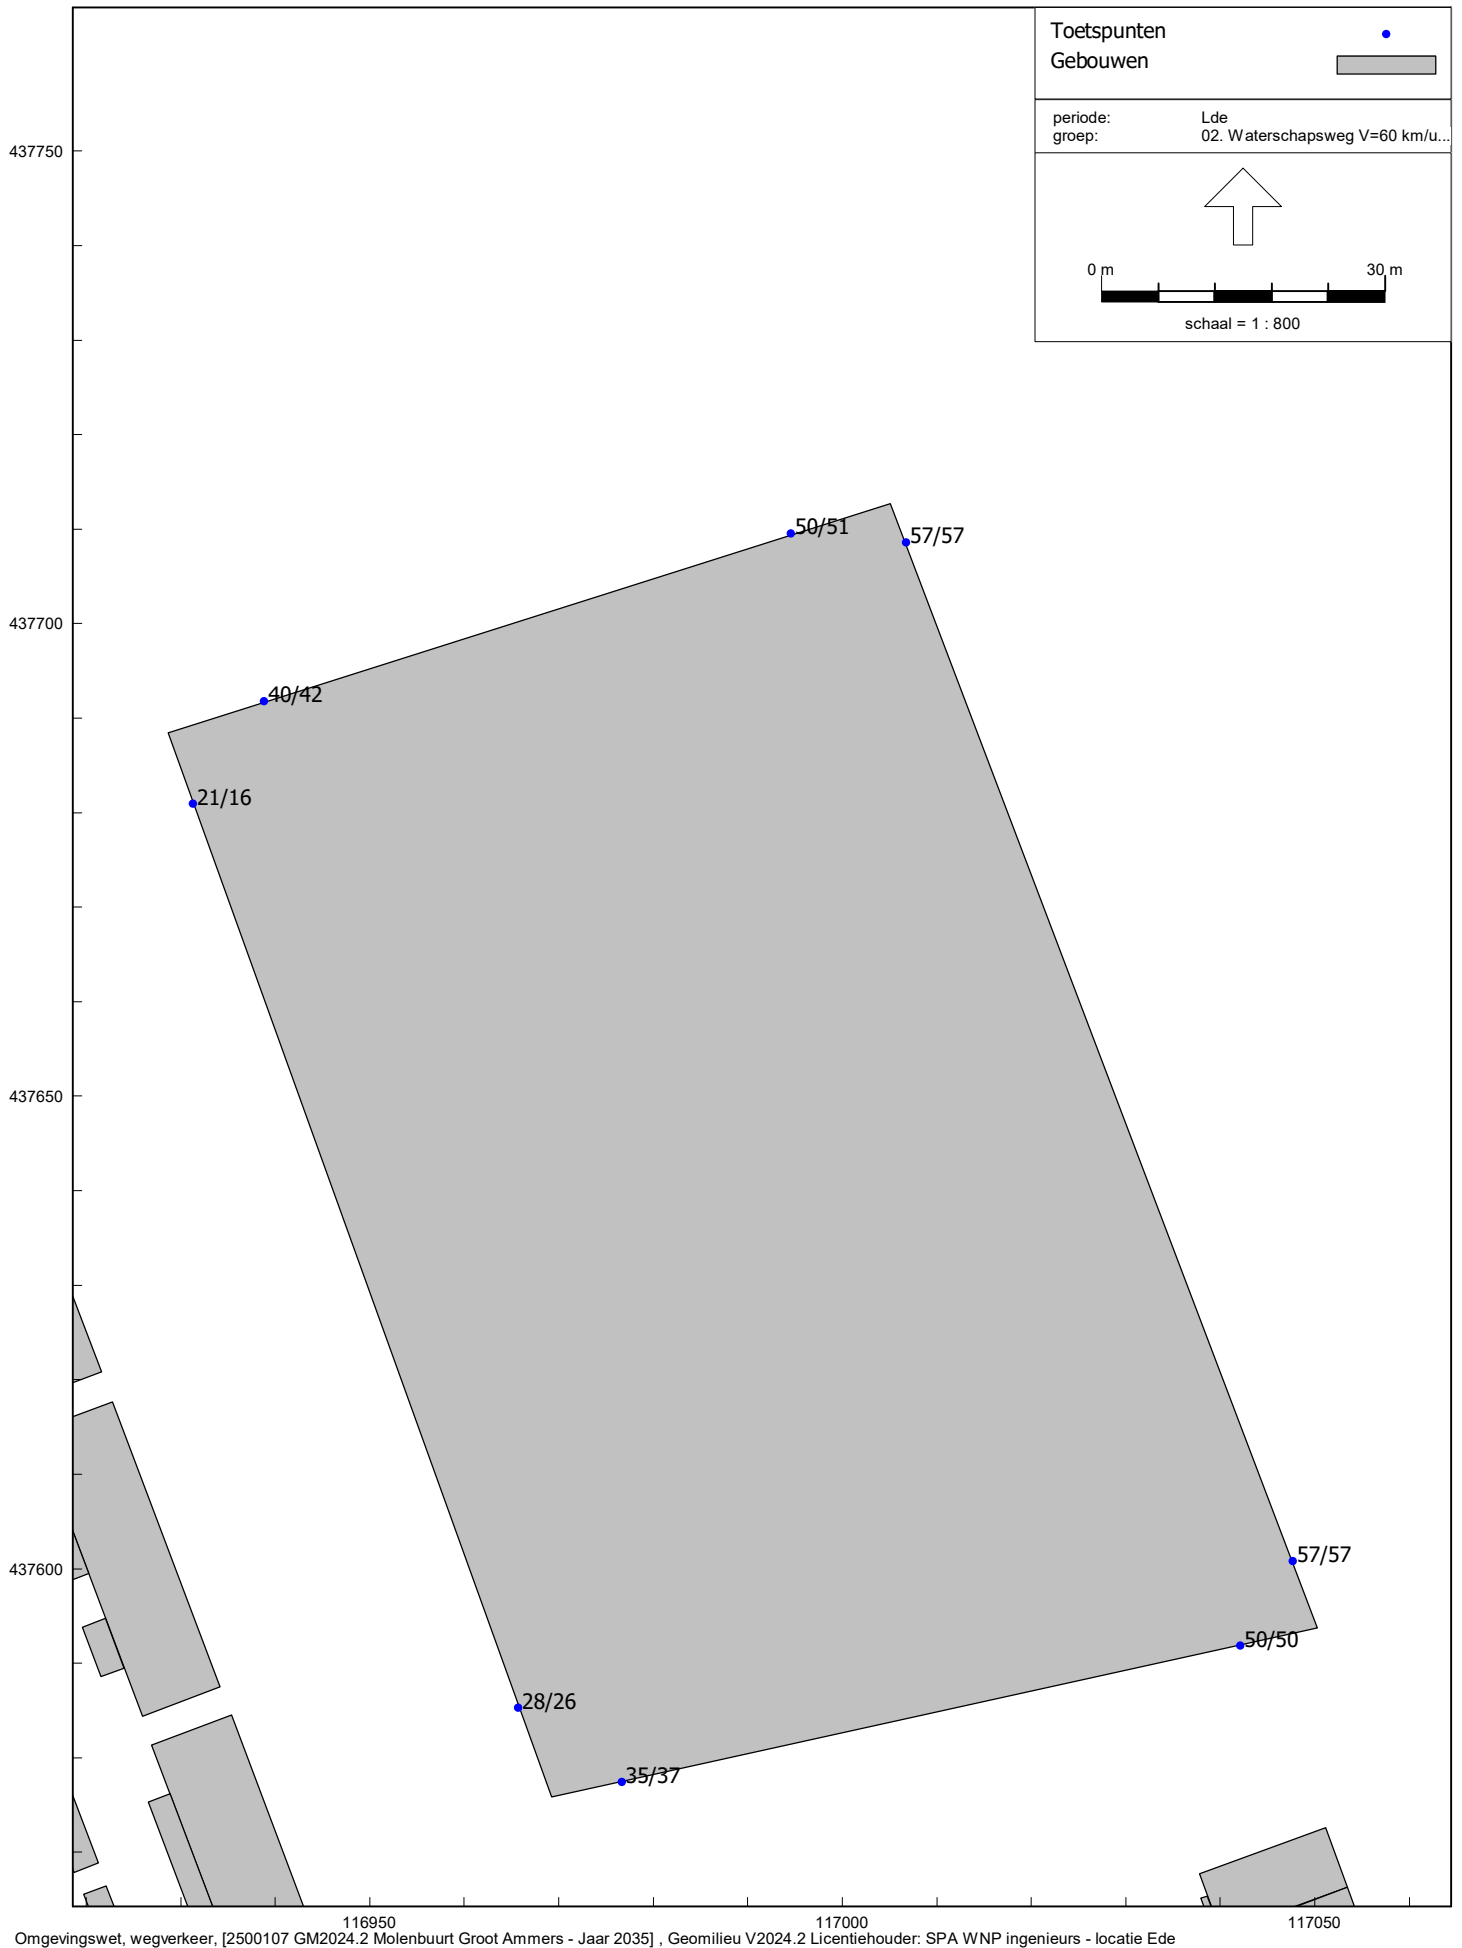 Toetspunten
Gebouwen
periode: Lde
groep: 02. Waterschapsweg V=60 km/u...
0 m 30 m
schaal = 1 : 800
437750
437700
437650
437600
50/51
57/57
40/42
21/16
57/57
50/50
28/26
35/37
116950 117000 117050
Omgevingswet, wegverkeer, [2500107 GM2024.2 Molenbuurt Groot Ammers - Jaar 2035] , Geomilieu V2024.2 Licentiehouder: SPA WNP ingenieurs - locatie Ede